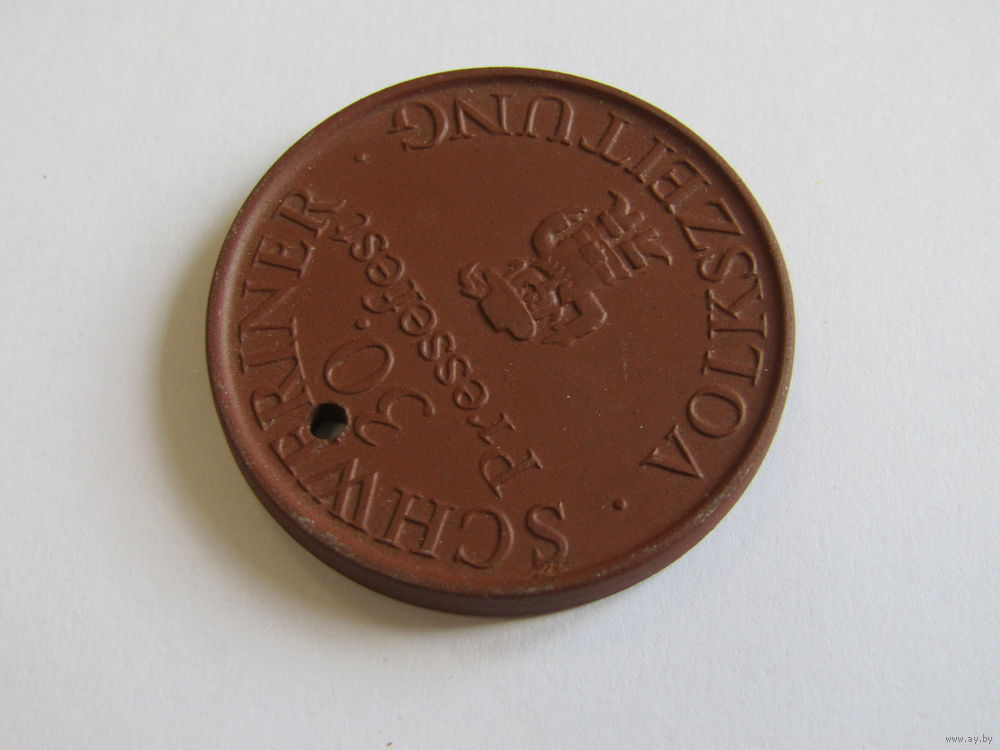 SCHWERINER · VOLKSZEITUNG ·
30.
Pressefest
www.ay.by